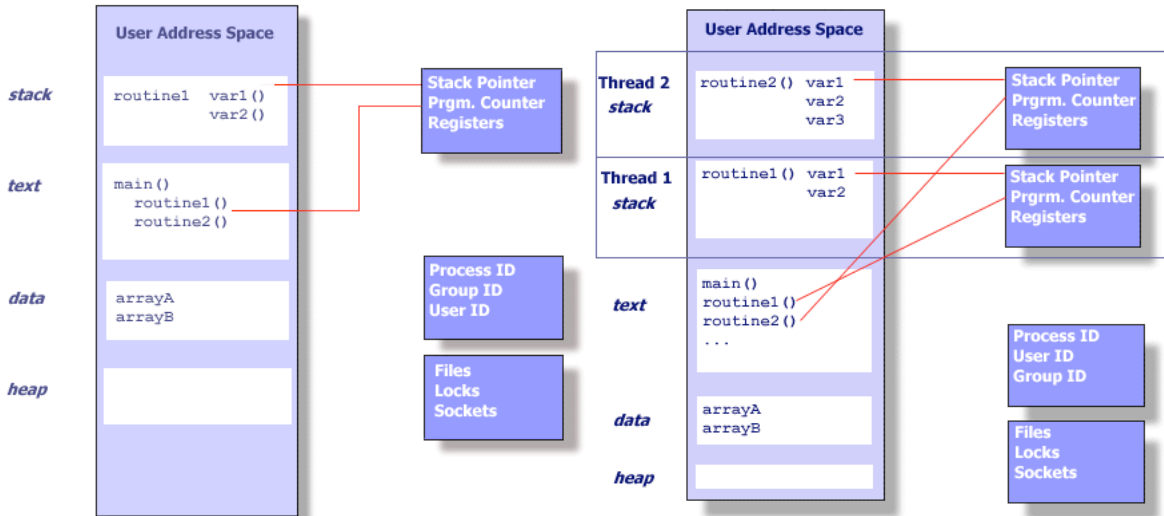 User Address Space
stack
routine1 var1()
var2()
text
main()
routine1()
routine2()
data
arrayA
arrayB
heap
Stack Pointer
Prgm. Counter
Registers
Process ID
Group ID
User ID
Files
Locks
Sockets
User Address Space
Thread 2
stack
routine2() var1
var2
var3
Stack Pointer
Prgrm. Counter
Registers
Thread 1
stack
routine1() var1
var2
Stack Pointer
Prgrm. Counter
Registers
text
main()
routine1()
routine2()
...
data
arrayA
arrayB
heap
Process ID
User ID
Group ID
Files
Locks
Sockets